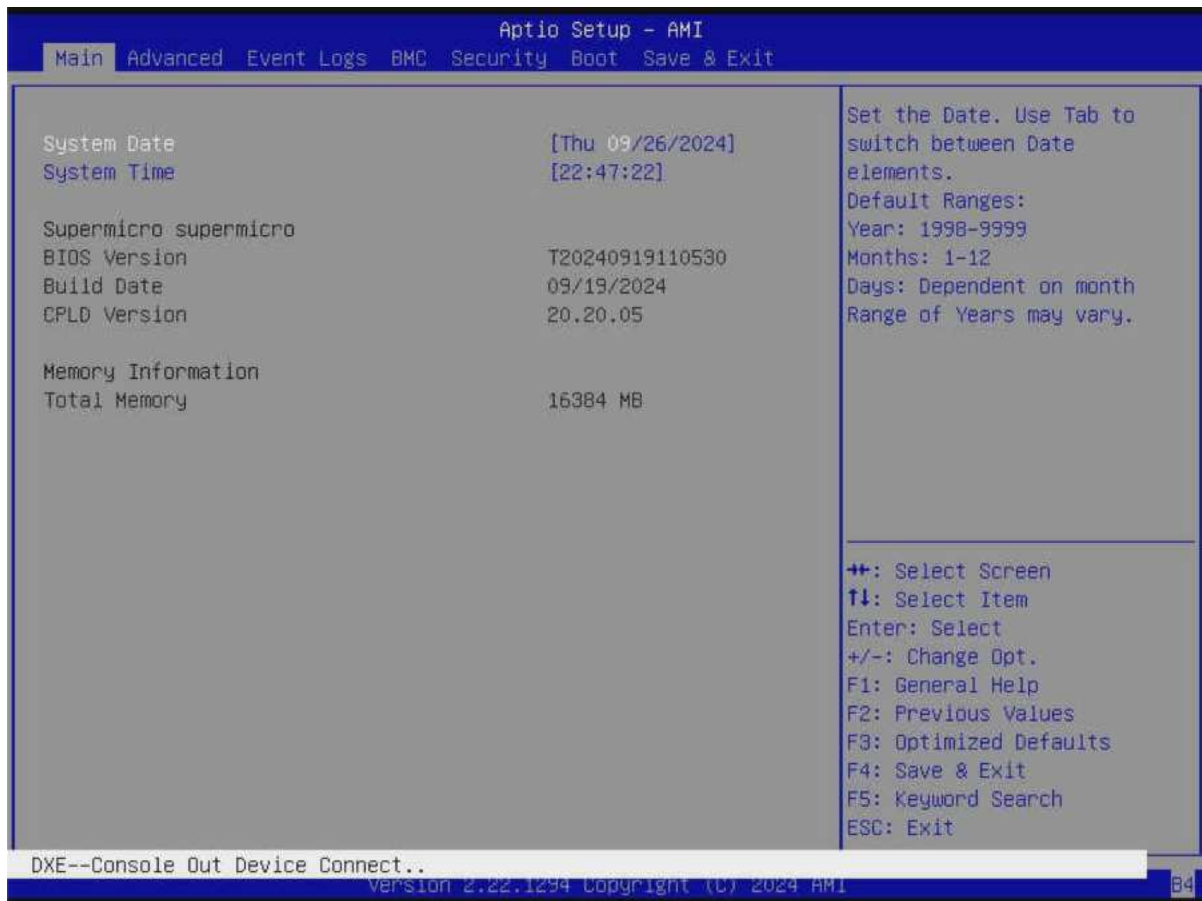 Aptio Setup – AMI
Main Advanced Event Logs BMC Security Boot Save & Exit
System Date [Thu 09/26/2024]
System Time [22:47:22]
Supermicro supermicro
BIOS Version T20240919110530
Build Date 09/19/2024
CPLD Version 20.20.05
Memory Information
Total Memory 16384 MB
Set the Date. Use Tab to
switch between Date
elements.
Default Ranges:
Year: 1998-9999
Months: 1-12
Days: Dependent on month
Range of Years may vary.
→←: Select Screen
↑↓: Select Item
Enter: Select
+/-: Change Opt.
F1: General Help
F2: Previous Values
F3: Optimized Defaults
F4: Save & Exit
F5: Keyword Search
ESC: Exit
DXE--Console Out Device Connect..
Version 2.22.1294 Copyright (C) 2024 AMI
B4